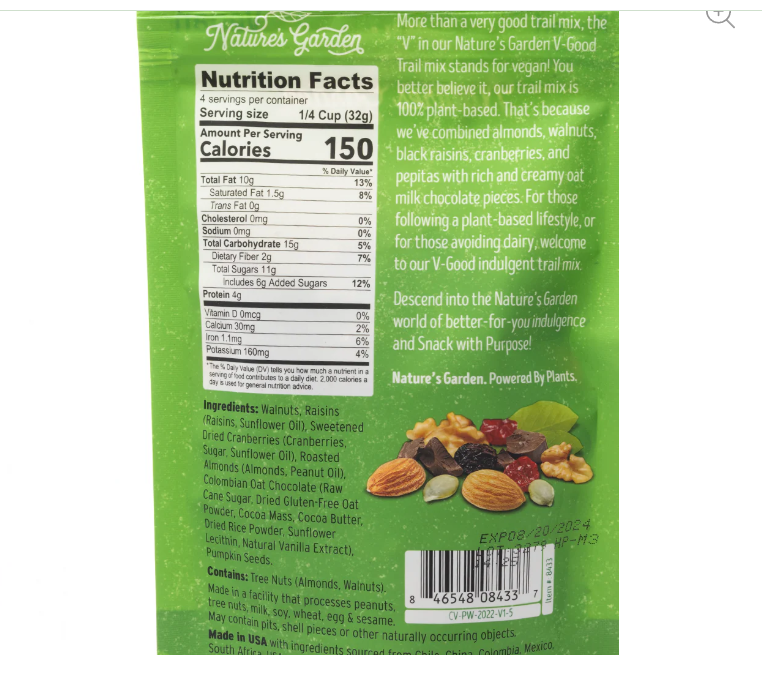 Nature's Garden
Nutrition Facts
4 servings per container
Serving size 1/4 Cup (32g)
Amount Per Serving
Calories 150
% Daily Value*
Total Fat 10g 13%
Saturated Fat 1.5g 8%
Trans Fat 0g
Cholesterol 0mg 0%
Sodium 0mg 0%
Total Carbohydrate 15g 5%
Dietary Fiber 2g 7%
Total Sugars 11g
Includes 6g Added Sugars 12%
Protein 4g
Vitamin D 0mcg 0%
Calcium 30mg 2%
Iron 1.1mg 6%
Potassium 160mg 4%
*The % Daily Value (DV) tells you how much a nutrient in a
serving of food contributes to a daily diet. 2,000 calories a
day is used for general nutrition advice.
Ingredients: Walnuts, Raisins
(Raisins, Sunflower Oil), Sweetened
Dried Cranberries (Cranberries,
Sugar, Sunflower Oil), Roasted
Almonds (Almonds, Peanut Oil),
Colombian Oat Chocolate (Raw
Cane Sugar, Dried Gluten-Free Oat
Powder, Cocoa Mass, Cocoa Butter,
Dried Rice Powder, Sunflower
Lecithin, Natural Vanilla Extract),
Pumpkin Seeds.
Contains: Tree Nuts (Almonds, Walnuts).
Made in a facility that processes peanuts,
tree nuts, milk, soy, wheat, egg & sesame.
May contain pits, shell pieces or other naturally occurring objects.
Made in USA with ingredients sourced from Chile, China, Colombia, Mexico,
South Africa,
More than a very good trail mix, the
"V" in our Nature's Garden V-Good
Trail mix stands for vegan! You
better believe it, our trail mix is
100% plant-based. That's because
we've combined almonds, walnuts,
black raisins, cranberries, and
pepitas with rich and creamy oat
milk chocolate pieces. For those
following a plant-based lifestyle, or
for those avoiding dairy, welcome
to our V-Good indulgent trail mix.
Descend into the Nature's Garden
world of better-for-you indulgence
and Snack with Purpose!
Nature's Garden. Powered By Plants.
EXP08/20/2024
8 46548 08433 7
Item# 8433
CV-PW-2022-V1-S